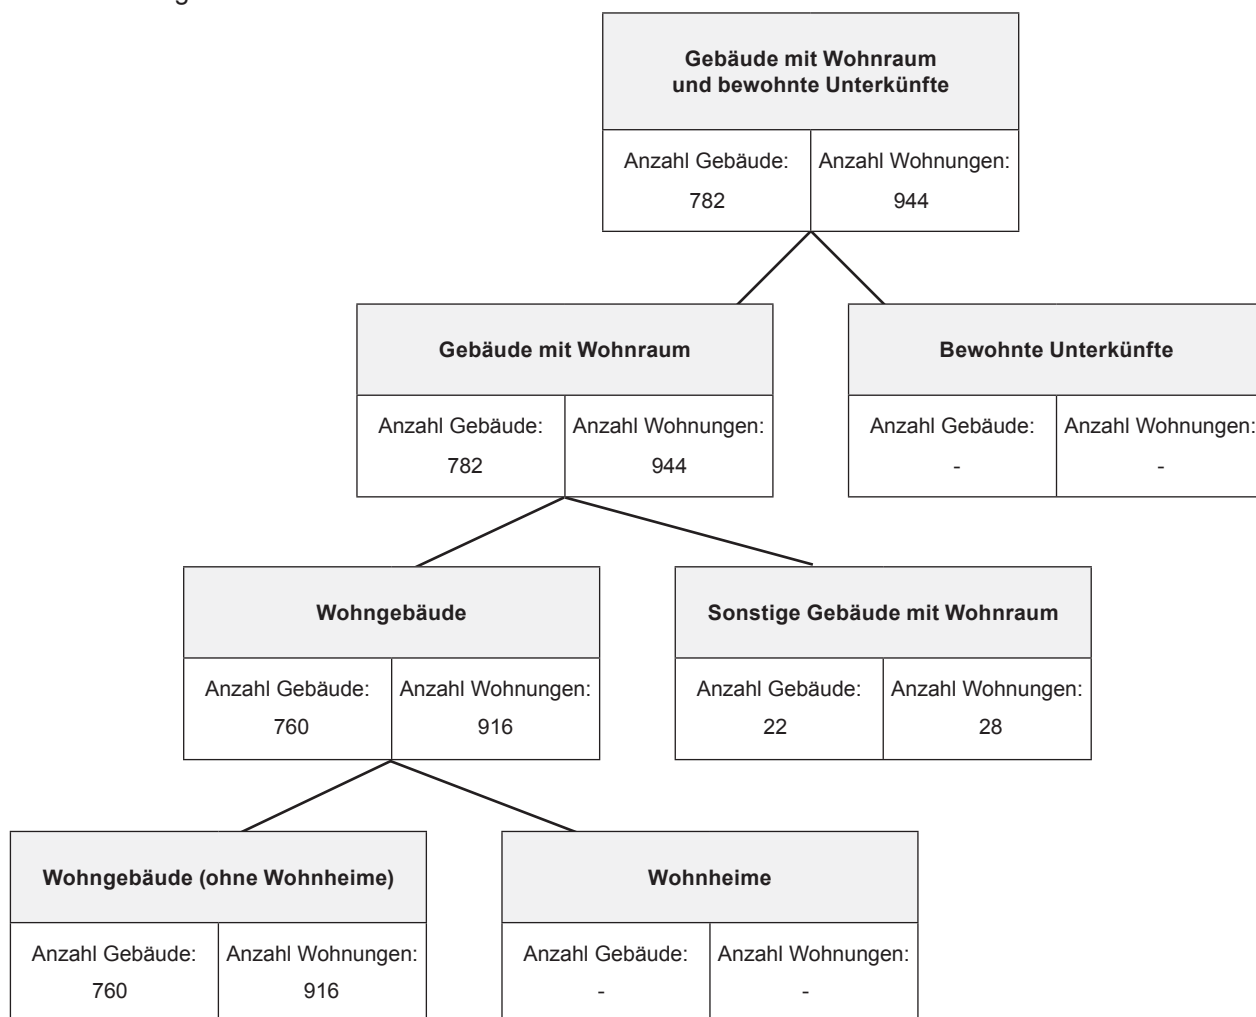 Gebäude mit Wohnraum
und bewohnte Unterkünfte
Anzahl Gebäude: Anzahl Wohnungen:
782 944
Gebäude mit Wohnraum
Bewohnte Unterkünfte
Anzahl Gebäude: Anzahl Wohnungen:
782 944
Anzahl Gebäude: Anzahl Wohnungen:
- -
Wohngebäude
Sonstige Gebäude mit Wohnraum
Anzahl Gebäude: Anzahl Wohnungen:
760 916
Anzahl Gebäude: Anzahl Wohnungen:
22 28
Wohngebäude (ohne Wohnheime)
Wohnheime
Anzahl Gebäude: Anzahl Wohnungen:
760 916
Anzahl Gebäude: Anzahl Wohnungen:
- -